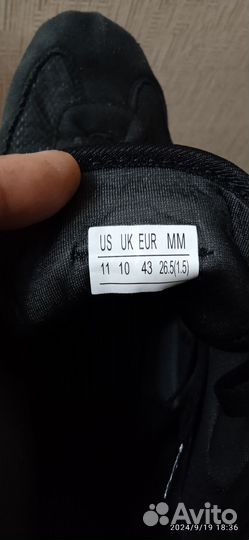 US UK EUR MM
11 10 43 26.5(1.5)
Avito
2024/9/19 18:36